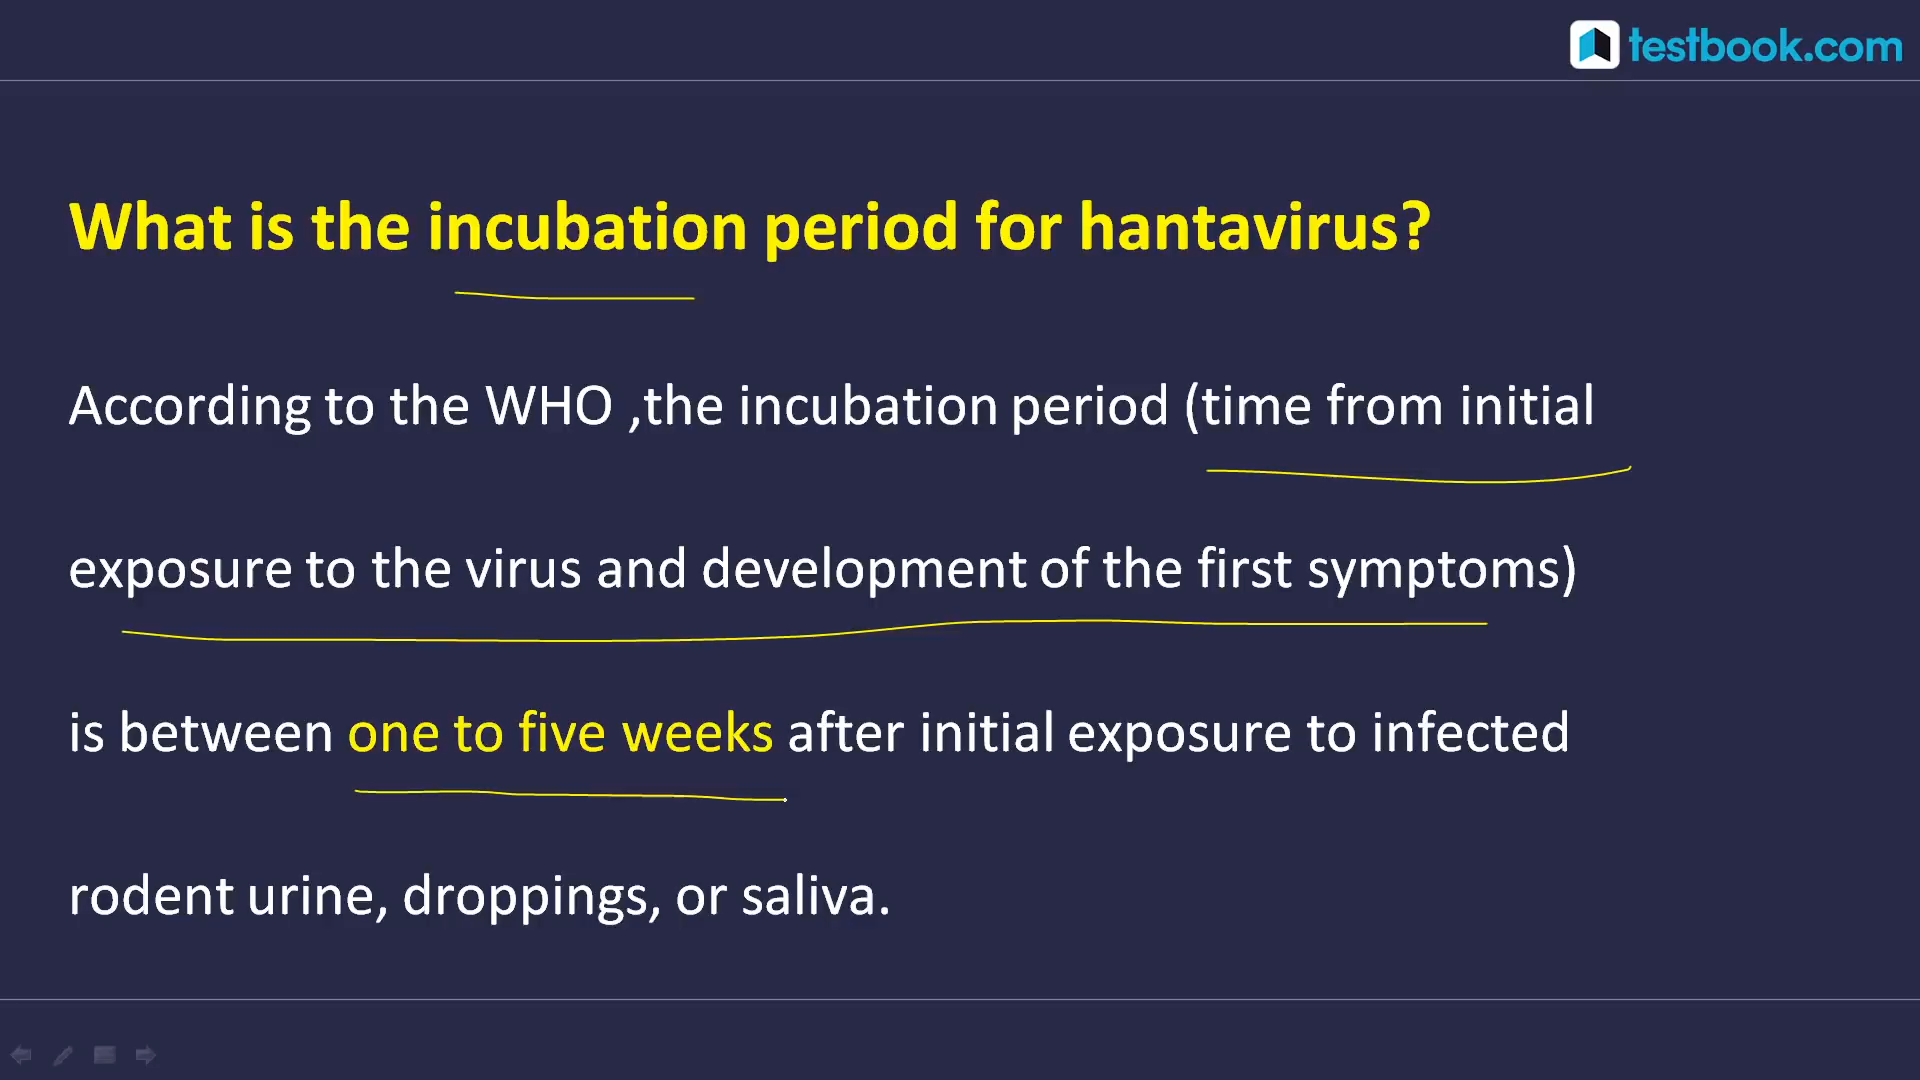 testbook.com
What is the incubation period for hantavirus?
According to the WHO ,the incubation period (time from initial
exposure to the virus and development of the first symptoms)
is between one to five weeks after initial exposure to infected
rodent urine, droppings, or saliva.